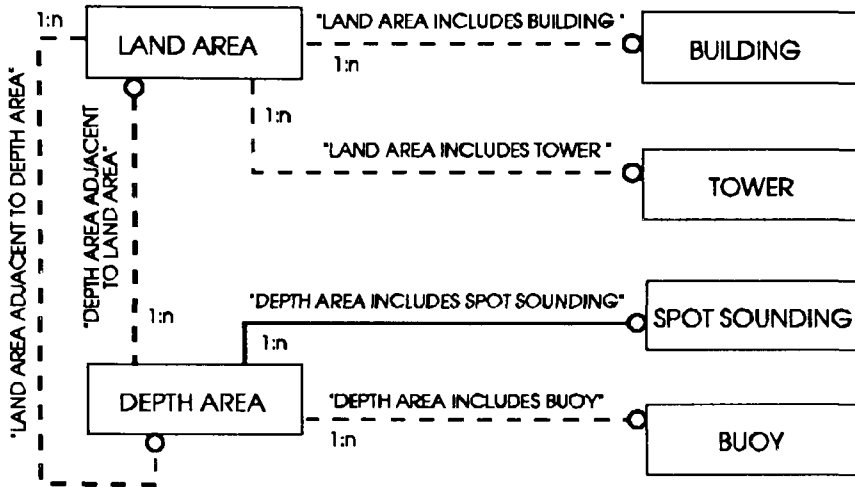 1:n
LAND AREA
"LAND AREA INCLUDES BUILDING "
1:n
BUILDING
1:n
"LAND AREA INCLUDES TOWER "
TOWER
"LAND AREA ADJACENT TO DEPTH AREA"
"DEPTH AREA ADJACENT
TO LAND AREA"
1:n
"DEPTH AREA INCLUDES SPOT SOUNDING"
1:n
SPOT SOUNDING
DEPTH AREA
"DEPTH AREA INCLUDES BUOY"
1:n
BUOY